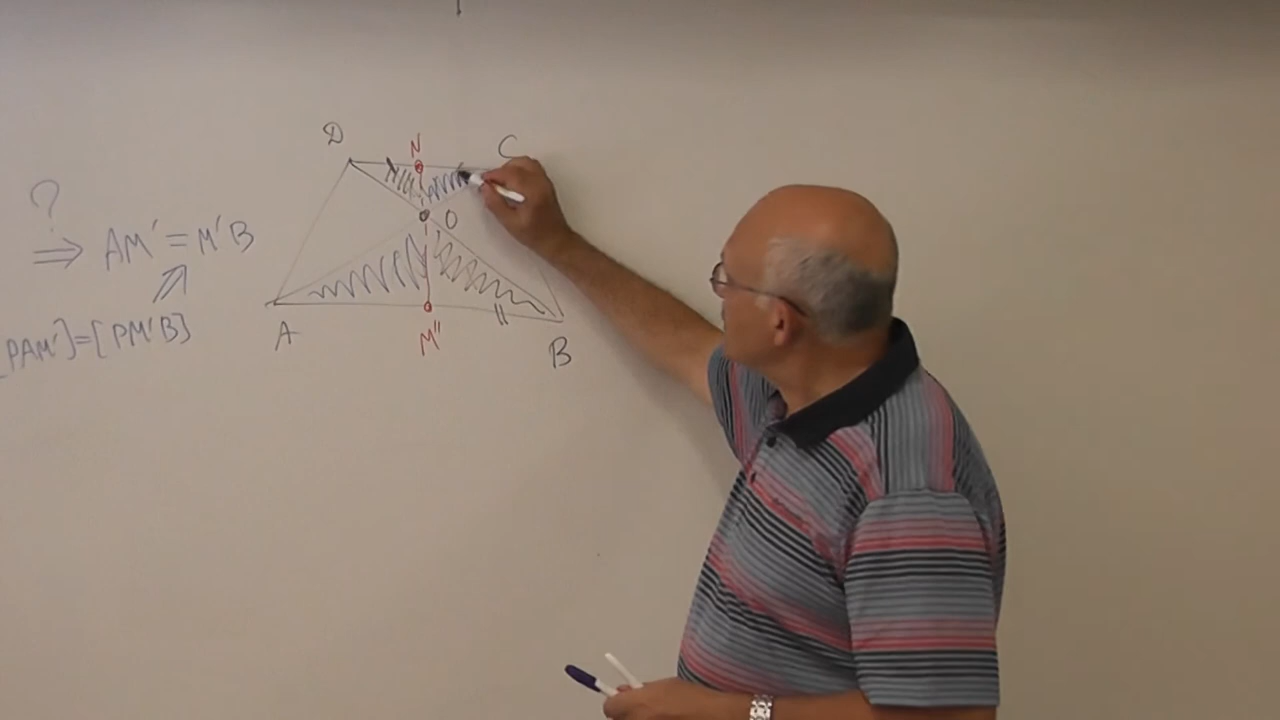 D N C
?
⇒ AM' = M'B
O
⇗
[PAM'] = [PM'B]
A M" B